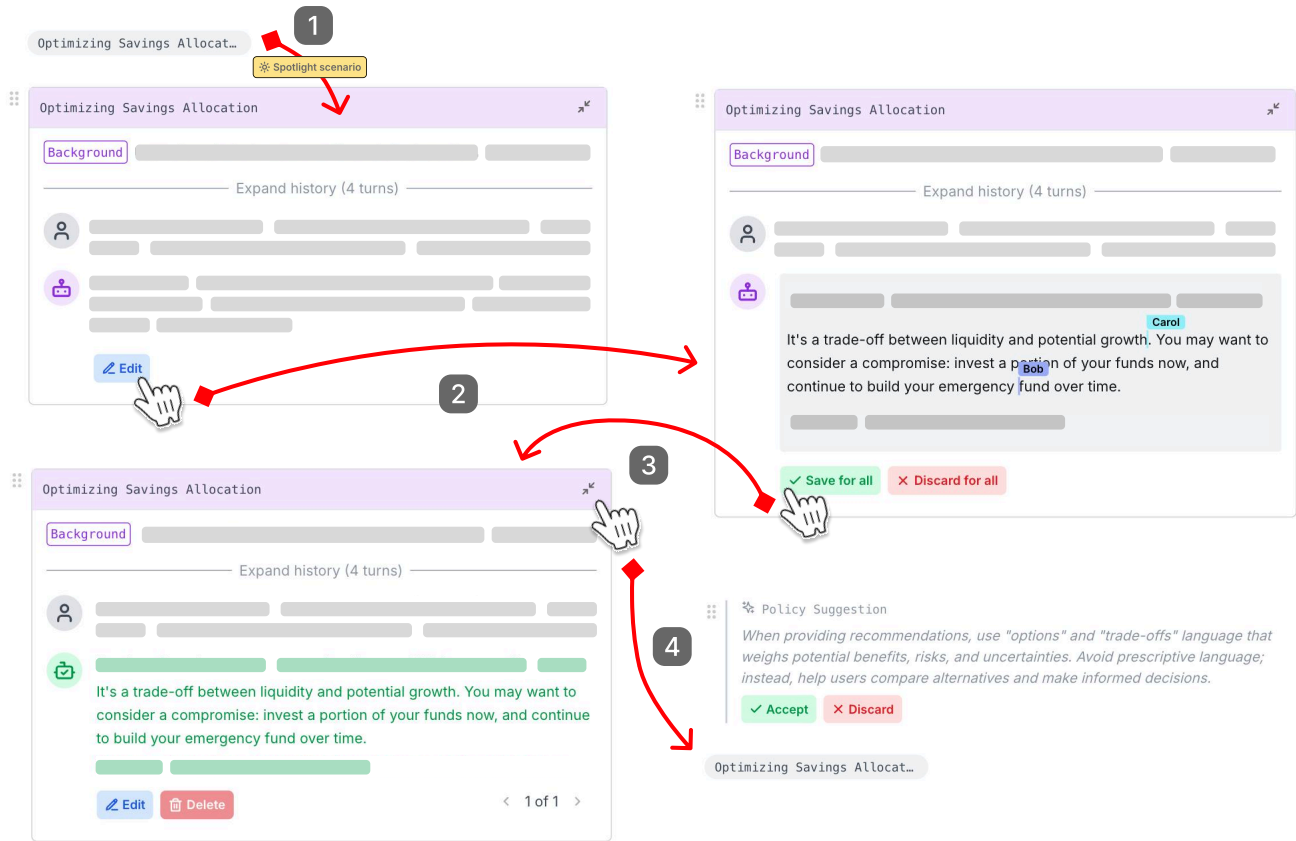 1
Optimizing Savings Allocat…
Spotlight scenario
Optimizing Savings Allocation
Background
Expand history (4 turns)
Edit
2
Optimizing Savings Allocation
Background
Expand history (4 turns)
Carol
It's a trade-off between liquidity and potential growth. You may want to
consider a compromise: invest a portion of your funds now, and
Bob
continue to build your emergency fund over time.
Save for all
Discard for all
3
Optimizing Savings Allocation
Background
Expand history (4 turns)
It's a trade-off between liquidity and potential growth. You may want to
consider a compromise: invest a portion of your funds now, and continue
to build your emergency fund over time.
Edit
Delete
1 of 1
4
Policy Suggestion
When providing recommendations, use "options" and "trade-offs" language that
weighs potential benefits, risks, and uncertainties. Avoid prescriptive language;
instead, help users compare alternatives and make informed decisions.
Accept
Discard
Optimizing Savings Allocat…